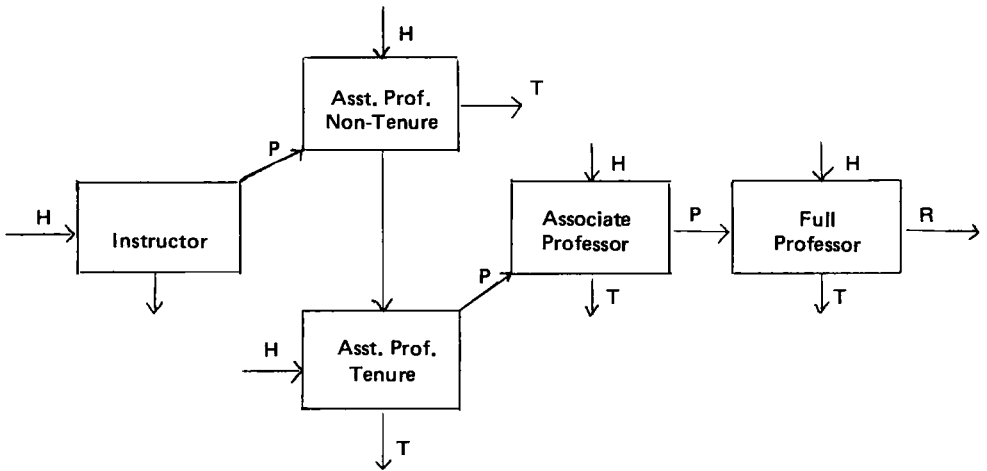 H
Asst. Prof.
Non-Tenure
T
P
H
Instructor
H
Associate
Professor
P
H
Full
Professor
R
T
T
P
H
Asst. Prof.
Tenure
T